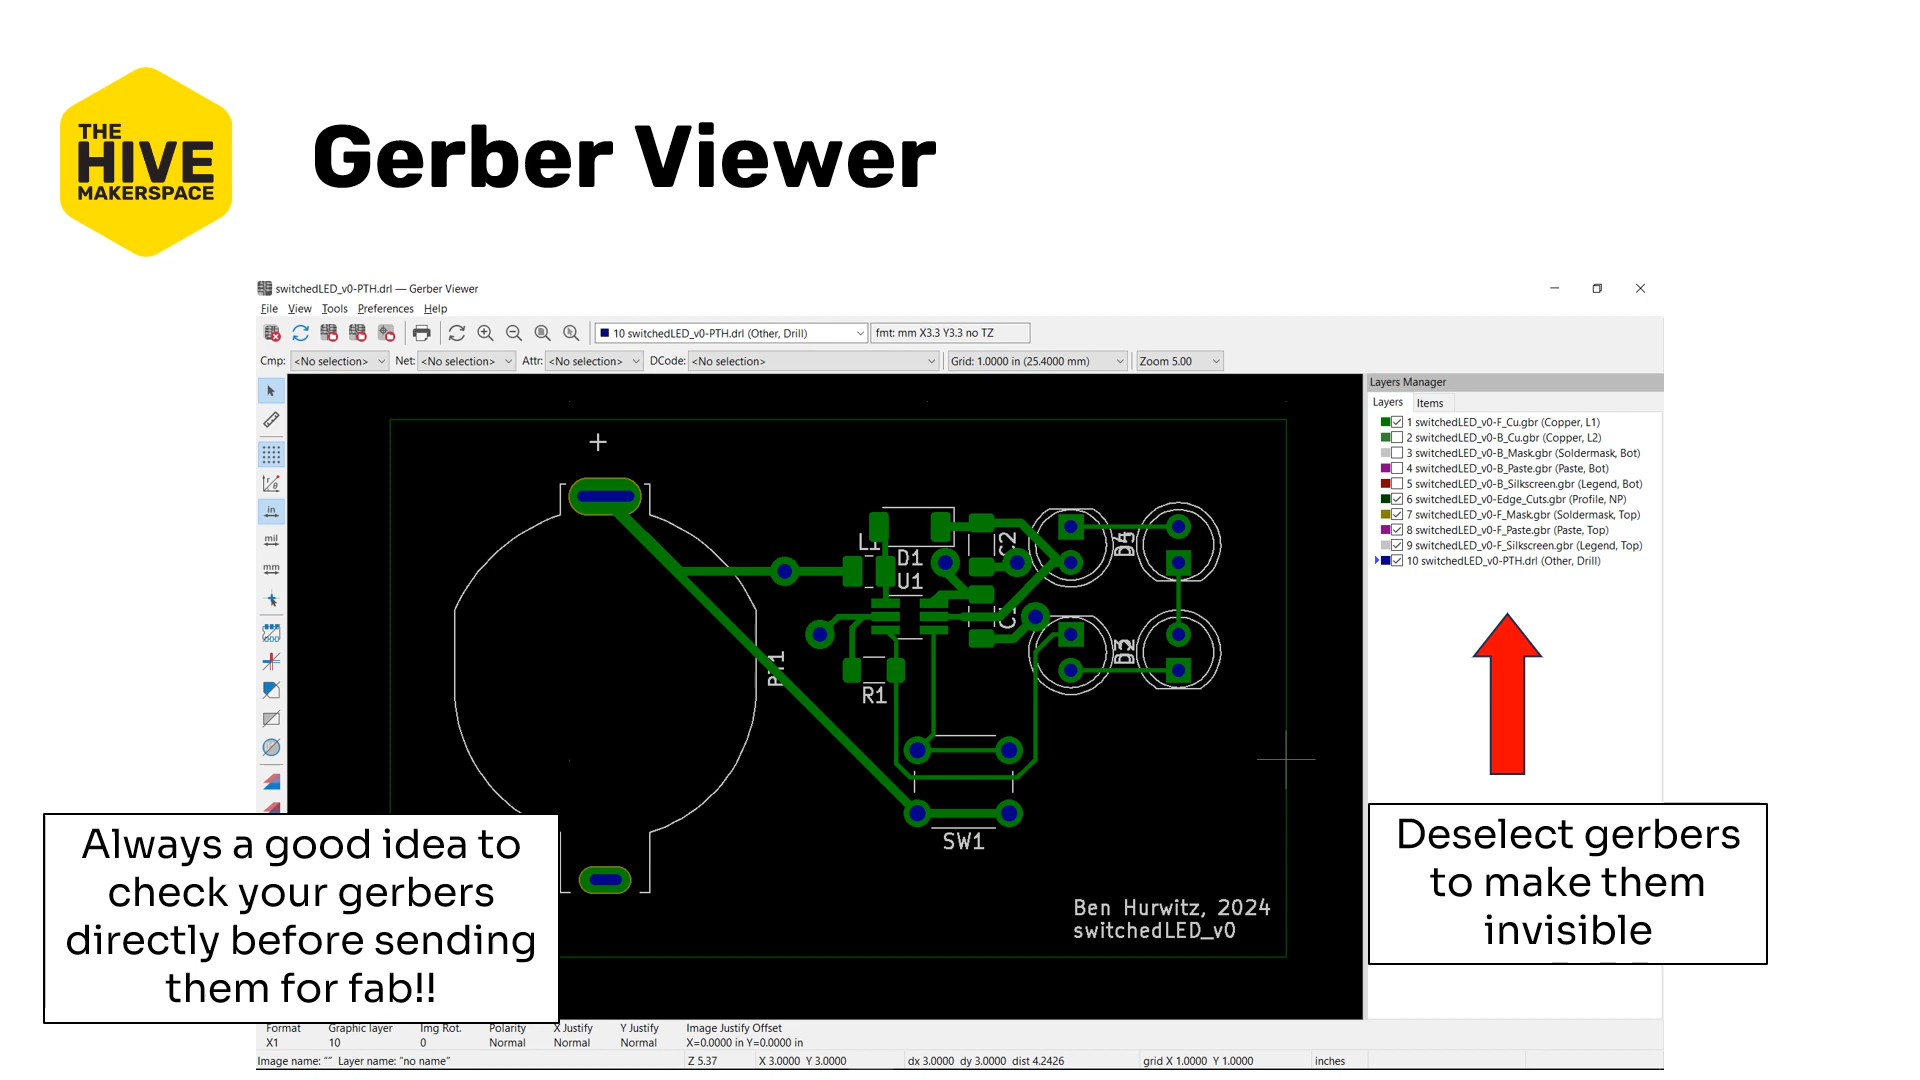 THE
HIVE
MAKERSPACE
Gerber Viewer
switchedLED_v0-PTH.drl — Gerber Viewer
File View Tools Preferences Help
10 switchedLED_v0-PTH.drl (Other, Drill) fmt: mm X3.3 Y3.3 no TZ
Cmp: <No selection> Net: <No selection> Attr: <No selection> DCode: <No selection> Grid: 1.0000 in (25.4000 mm) Zoom 5.00
Layers Manager
Layers Items
1 switchedLED_v0-F_Cu.gbr (Copper, L1)
2 switchedLED_v0-B_Cu.gbr (Copper, L2)
3 switchedLED_v0-B_Mask.gbr (Soldermask, Bot)
4 switchedLED_v0-B_Paste.gbr (Paste, Bot)
5 switchedLED_v0-B_Silkscreen.gbr (Legend, Bot)
6 switchedLED_v0-Edge_Cuts.gbr (Profile, NP)
7 switchedLED_v0-F_Mask.gbr (Soldermask, Top)
8 switchedLED_v0-F_Paste.gbr (Paste, Top)
9 switchedLED_v0-F_Silkscreen.gbr (Legend, Top)
10 switchedLED_v0-PTH.drl (Other, Drill)
in
mil
mm
+
L1
D1
U1
C2
R1
SW1
Ben Hurwitz, 2024
switchedLED_v0
Always a good idea to
check your gerbers
directly before sending
them for fab!!
Deselect gerbers
to make them
invisible
Format Graphic layer Img Rot. Polarity X Justify Y Justify Image Justify Offset
X1 10 0 Normal Normal Normal X=0.0000 in Y=0.0000 in
Image name: "" Layer name: "no name" Z 5.37 X 3.0000 Y 3.0000 dx 3.0000 dy 3.0000 dist 4.2426 grid X 1.0000 Y 1.0000 inches